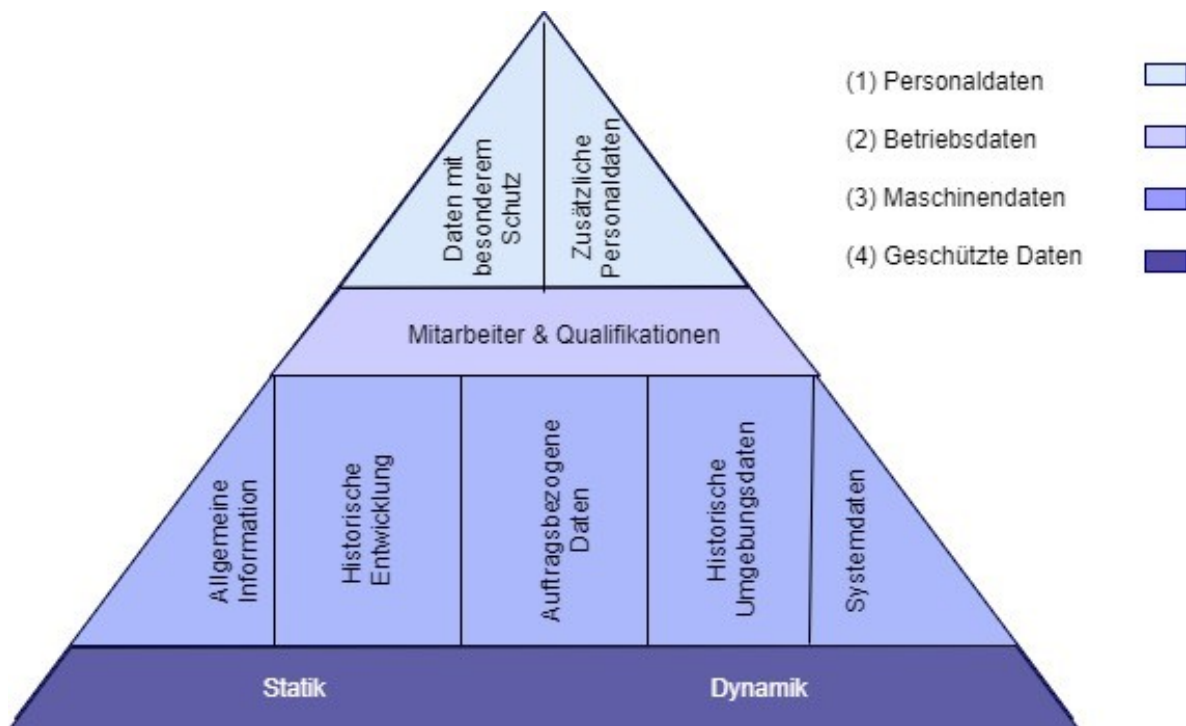 Daten mit
besonderem
Schutz
Zusätzliche
Personaldaten
Mitarbeiter & Qualifikationen
Allgemeine
Information
Historische
Entwicklung
Auftragsbezogene
Daten
Historische
Umgebungsdaten
Systemdaten
Statik
Dynamik
(1) Personaldaten
(2) Betriebsdaten
(3) Maschinendaten
(4) Geschützte Daten